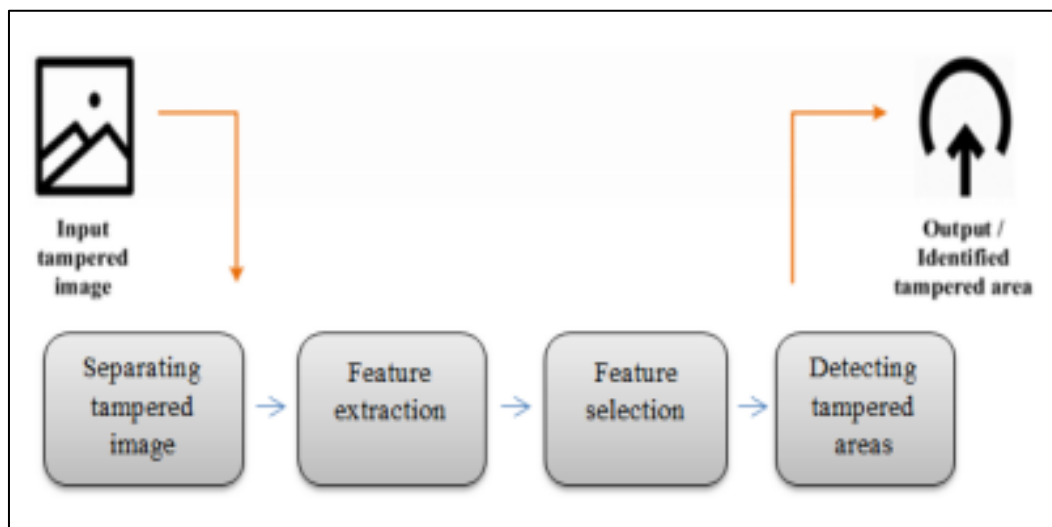 Input
tampered
image
Output /
Identified
tampered area
Separating
tampered
image
Feature
extraction
Feature
selection
Detecting
tampered
areas